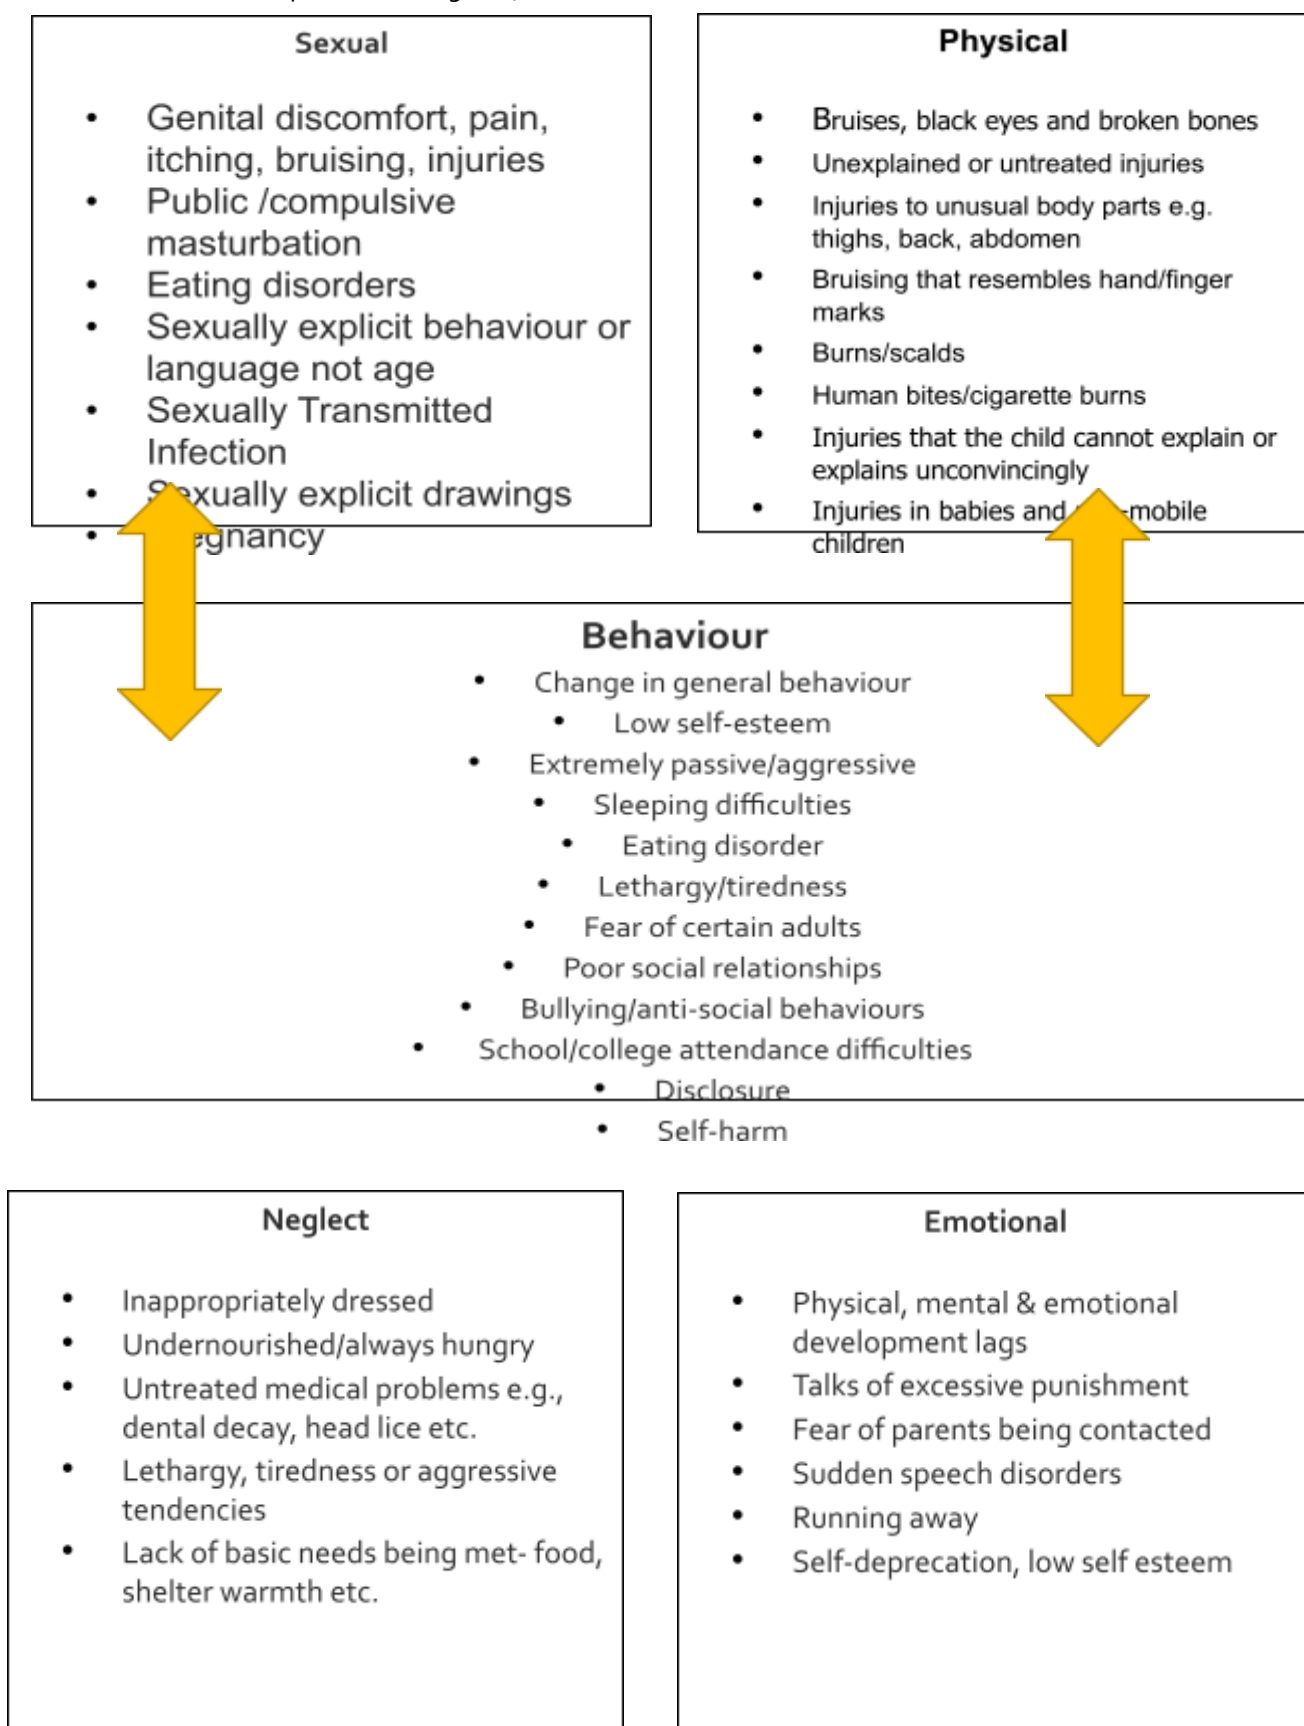 Sexual
• Genital discomfort, pain,
itching, bruising, injuries
• Public /compulsive
masturbation
• Eating disorders
• Sexually explicit behaviour or
language not age
• Sexually Transmitted
Infection
• Sexually explicit drawings
• Pregnancy
Physical
• Bruises, black eyes and broken bones
• Unexplained or untreated injuries
• Injuries to unusual body parts e.g.
thighs, back, abdomen
• Bruising that resembles hand/finger
marks
• Burns/scalds
• Human bites/cigarette burns
• Injuries that the child cannot explain or
explains unconvincingly
• Injuries in babies and -mobile
children
Behaviour
• Change in general behaviour
• Low self-esteem
• Extremely passive/aggressive
• Sleeping difficulties
• Eating disorder
• Lethargy/tiredness
• Fear of certain adults
• Poor social relationships
• Bullying/anti-social behaviours
• School/college attendance difficulties
• Disclosure
• Self-harm
Neglect
• Inappropriately dressed
• Undernourished/always hungry
• Untreated medical problems e.g.,
dental decay, head lice etc.
• Lethargy, tiredness or aggressive
tendencies
• Lack of basic needs being met- food,
shelter warmth etc.
Emotional
• Physical, mental & emotional
development lags
• Talks of excessive punishment
• Fear of parents being contacted
• Sudden speech disorders
• Running away
• Self-deprecation, low self esteem